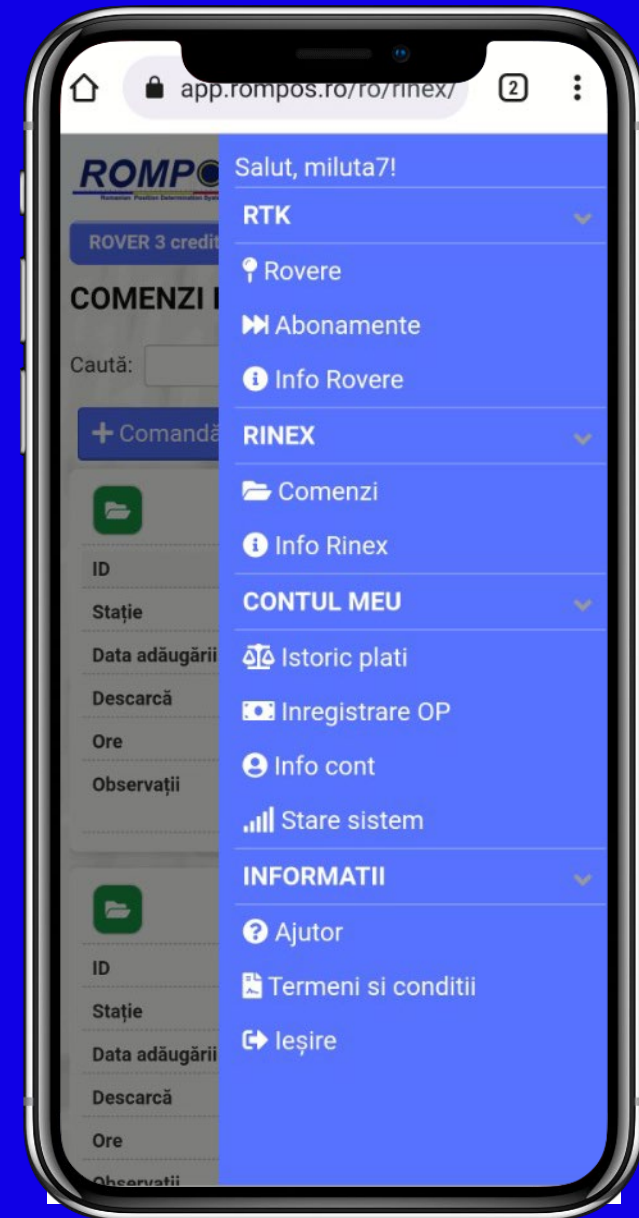 app.rompos.ro/ro/rinex/
2
ROMPO
Salut, miluta7!
ROVER 3 credit
COMENZI
Caută:
Comandă
ID
Stație
Data adăugării
Descarcă
Ore
Observații
ID
Stație
Data adăugării
Descarcă
Ore
Observații
RTK
Rovere
Abonamente
Info Rovere
RINEX
Comenzi
Info Rinex
CONTUL MEU
Istoric plati
Inregistrare OP
Info cont
Stare sistem
INFORMATII
Ajutor
Termeni si conditii
Ieșire